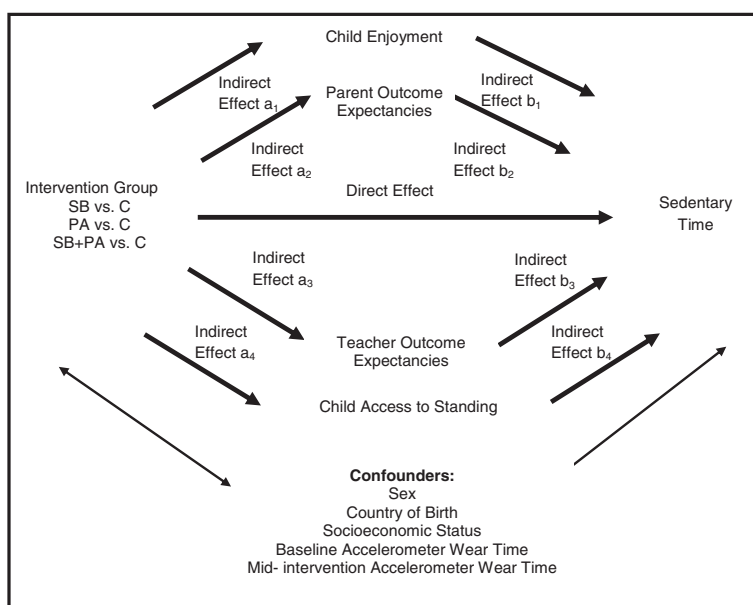 Child Enjoyment
Indirect
Effect a₁
Indirect
Effect b₁
Parent Outcome
Expectancies
Indirect
Effect a₂
Indirect
Effect b₂
Direct Effect
Intervention Group
SB vs. C
PA vs. C
SB+PA vs. C
Sedentary
Time
Indirect
Effect a₃
Indirect
Effect b₃
Indirect
Effect a₄
Teacher Outcome
Expectancies
Indirect
Effect b₄
Child Access to Standing
Confounders:
Sex
Country of Birth
Socioeconomic Status
Baseline Accelerometer Wear Time
Mid- intervention Accelerometer Wear Time